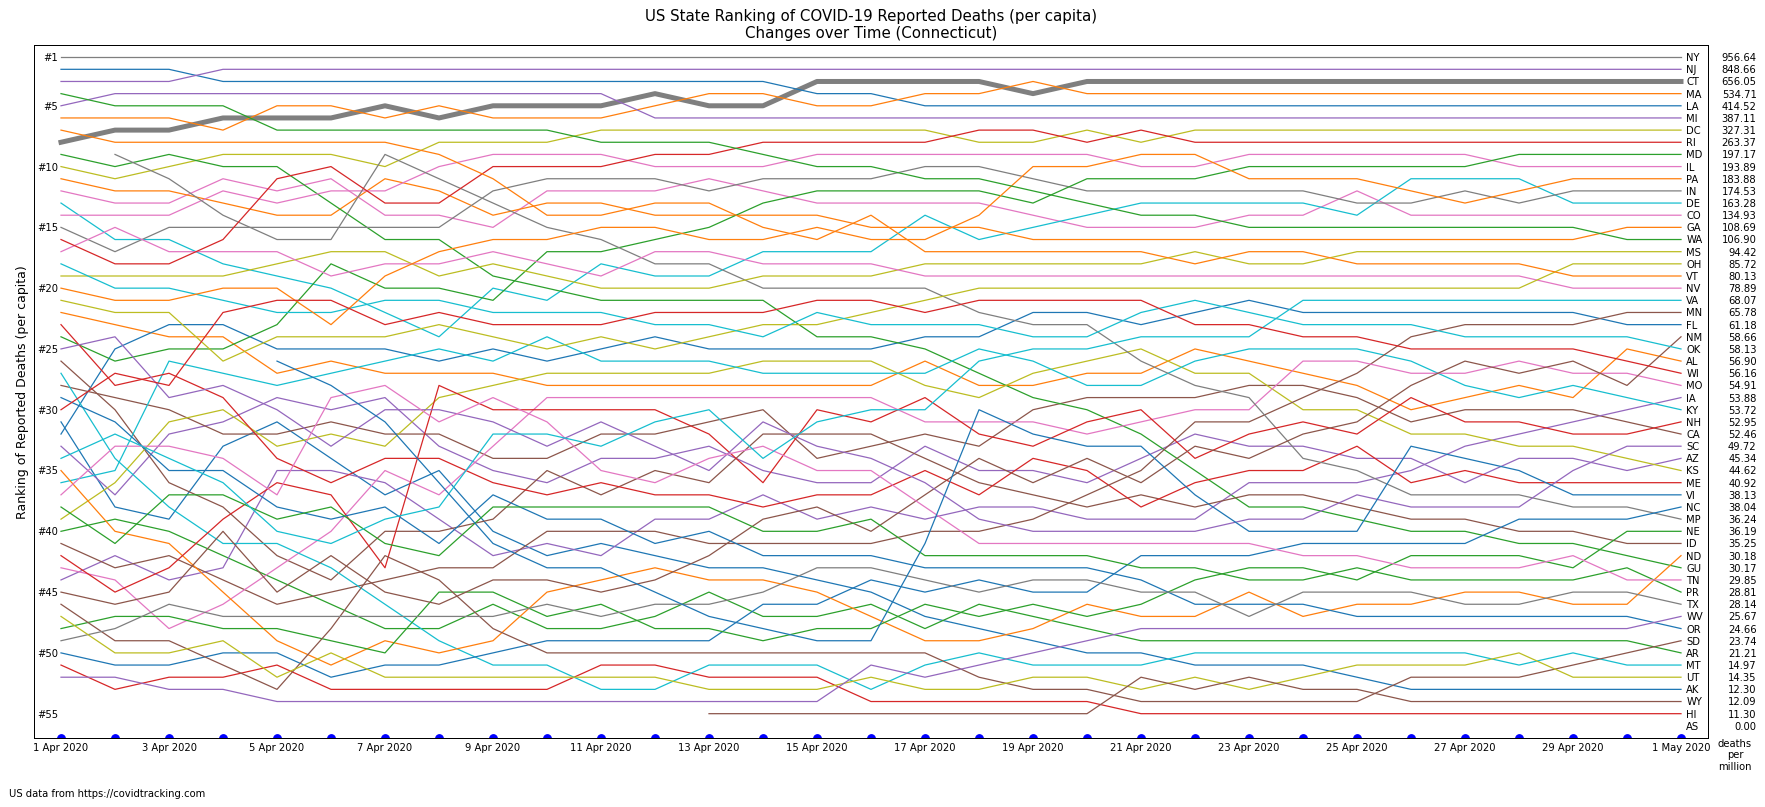 US State Ranking of COVID-19 Reported Deaths (per capita)
Changes over Time (Connecticut)
Ranking of Reported Deaths (per capita)
#1
#5
#10
#15
#20
#25
#30
#35
#40
#45
#50
#55
NY 956.64
NJ 848.66
CT 656.05
MA 534.71
LA 414.52
MI 387.11
DC 327.31
RI 263.37
MD 197.17
IL 193.89
PA 183.88
IN 174.53
DE 163.28
CO 134.93
GA 108.69
WA 106.90
MS 94.42
OH 85.72
VT 80.13
NV 78.89
VA 68.07
MN 65.78
FL 61.18
NM 58.66
OK 58.13
AL 56.90
WI 56.16
MO 54.91
IA 53.88
KY 53.72
NH 52.95
CA 52.46
SC 49.72
AZ 45.34
KS 44.62
ME 40.92
VI 38.13
NC 38.04
MP 36.24
NE 36.19
ID 35.25
ND 30.18
GU 30.17
TN 29.85
PR 28.81
TX 28.14
WV 25.67
OR 24.66
SD 23.74
AR 21.21
MT 14.97
UT 14.35
AK 12.30
WY 12.09
HI 11.30
AS 0.00
1 Apr 2020 3 Apr 2020 5 Apr 2020 7 Apr 2020 9 Apr 2020 11 Apr 2020 13 Apr 2020 15 Apr 2020 17 Apr 2020 19 Apr 2020 21 Apr 2020 23 Apr 2020 25 Apr 2020 27 Apr 2020 29 Apr 2020 1 May 2020
deaths
per
million
US data from https://covidtracking.com